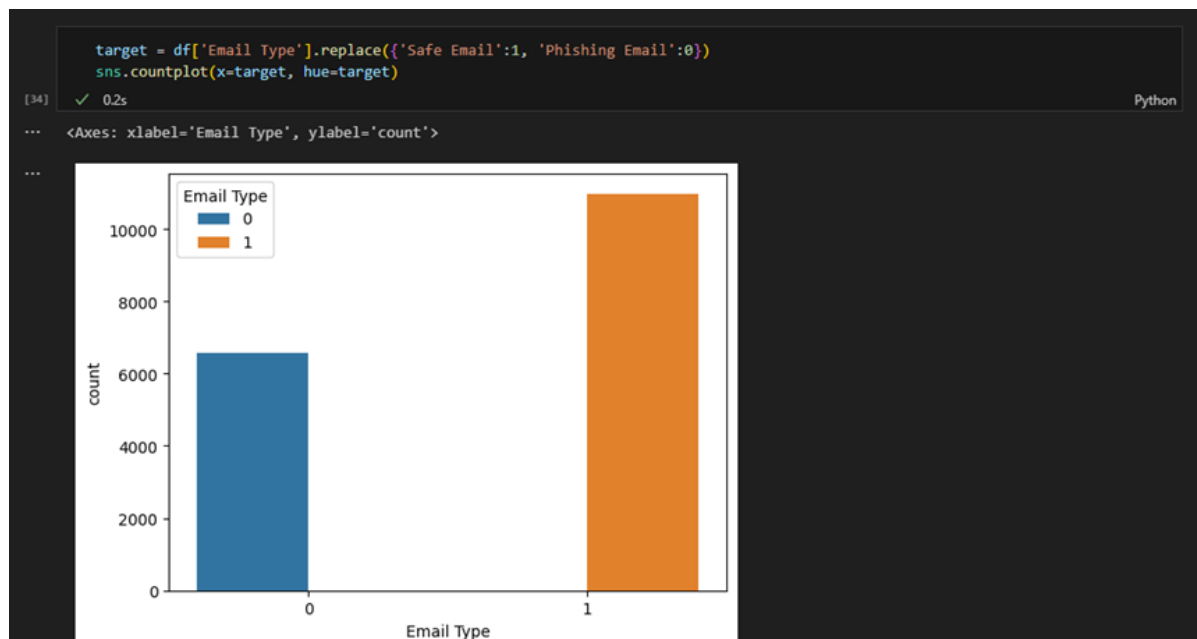 target = df['Email Type'].replace({'Safe Email':1, 'Phishing Email':0})
sns.countplot(x=target, hue=target)
[34]
✓ 0.2s
Python
... <Axes: xlabel='Email Type', ylabel='count'>
...
Email Type
0
1
10000
8000
6000
4000
2000
0
count
0 1
Email Type